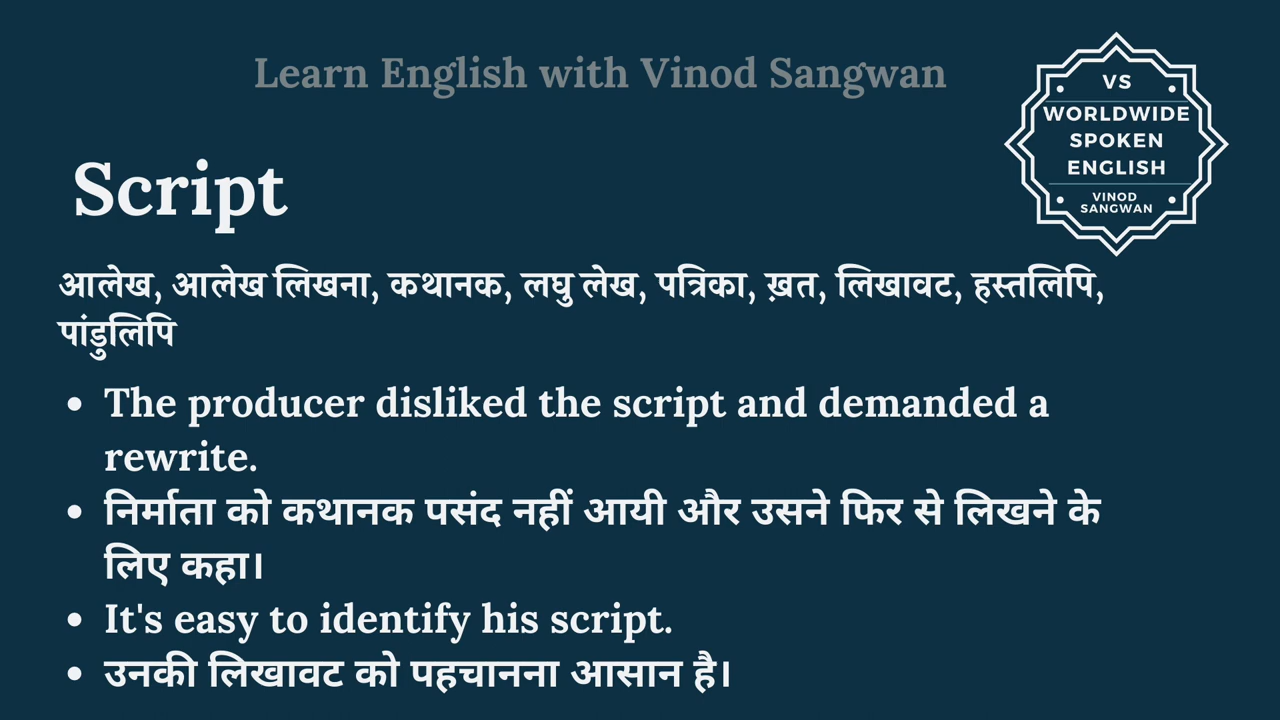 Learn English with Vinod Sangwan
VS
WORLDWIDE
SPOKEN
ENGLISH
VINOD
SANGWAN
Script
आलेख, आलेख लिखना, कथानक, लघु लेख, पत्रिका, ख़त, लिखावट, हस्तलिपि,
पांडुलिपि
• The producer disliked the script and demanded a
rewrite.
• निर्माता को कथानक पसंद नहीं आयी और उसने फिर से लिखने के
लिए कहा।
• It's easy to identify his script.
• उनकी लिखावट को पहचानना आसान है।